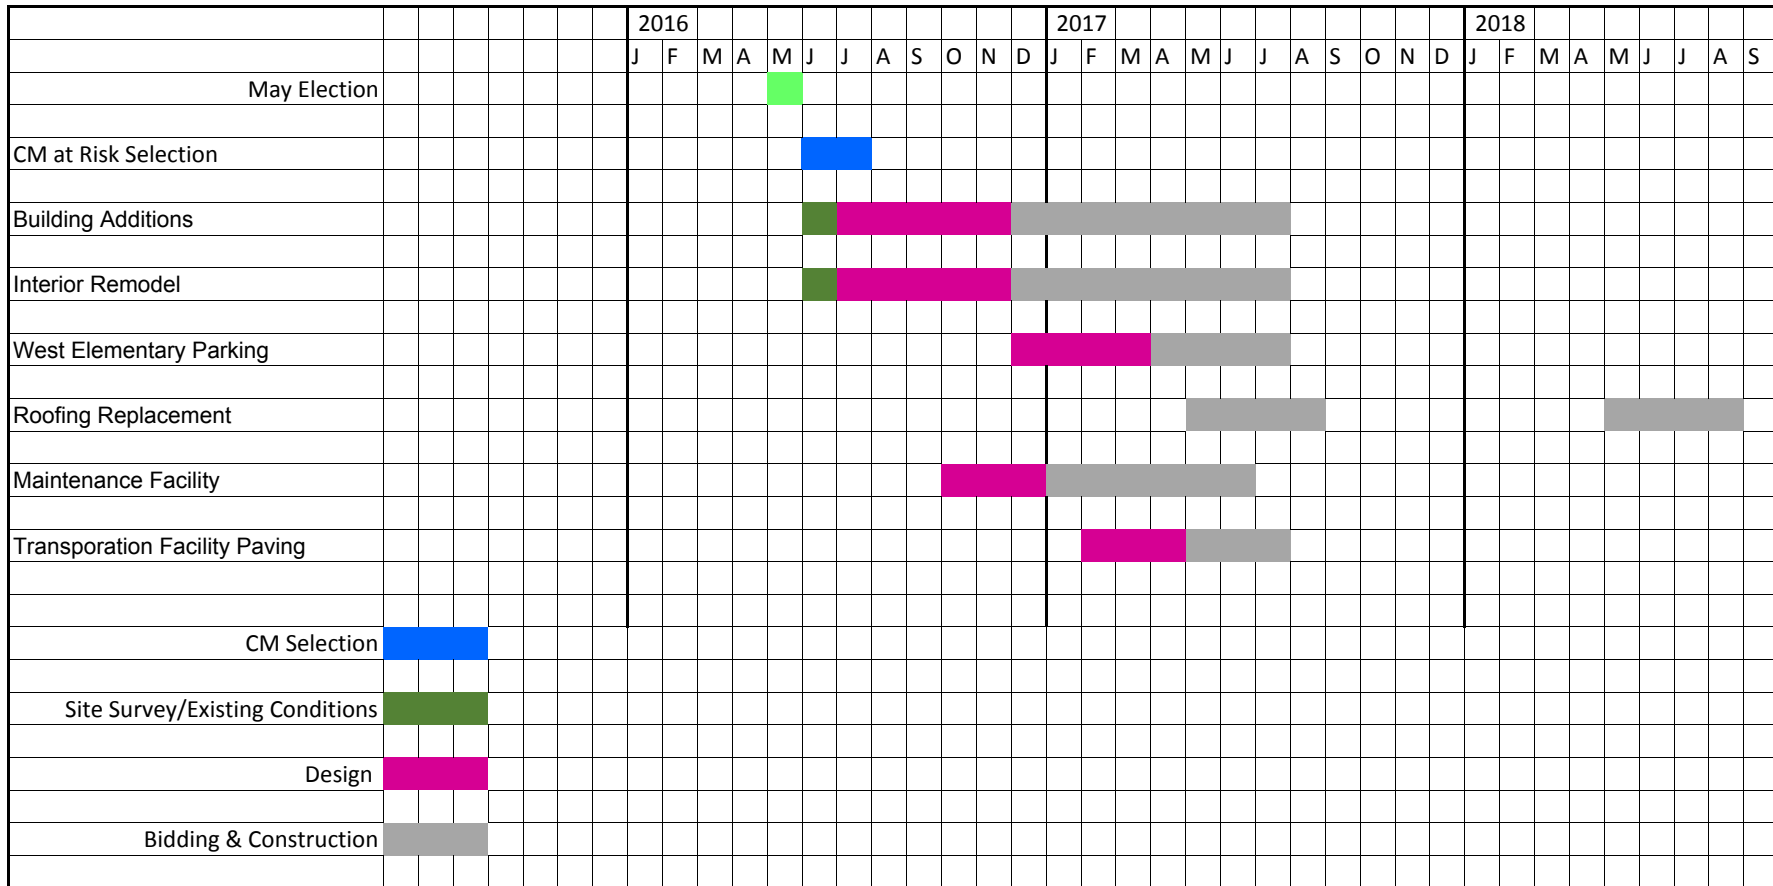 2016 2017 2018
J F M A M J J A S O N D J F M A M J J A S O N D J F M A M J J A S
May Election
CM at Risk Selection
Building Additions
Interior Remodel
West Elementary Parking
Roofing Replacement
Maintenance Facility
Transporation Facility Paving
CM Selection
Site Survey/Existing Conditions
Design
Bidding & Construction